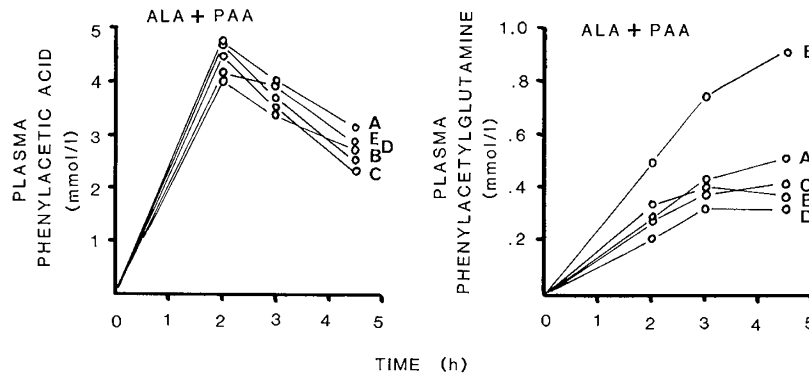 ALA + PAA
PLASMA
PHENYLACETIC ACID
(mmol/l)
5
4
3
2
1
0 1 2 3 4 5
A
E
D
B
C
ALA + PAA
PLASMA
PHENYLACETYLGLUTAMINE
(mmol/l)
1.0
.8
.6
.4
.2
0 1 2 3 4 5
A
C
D
TIME (h)